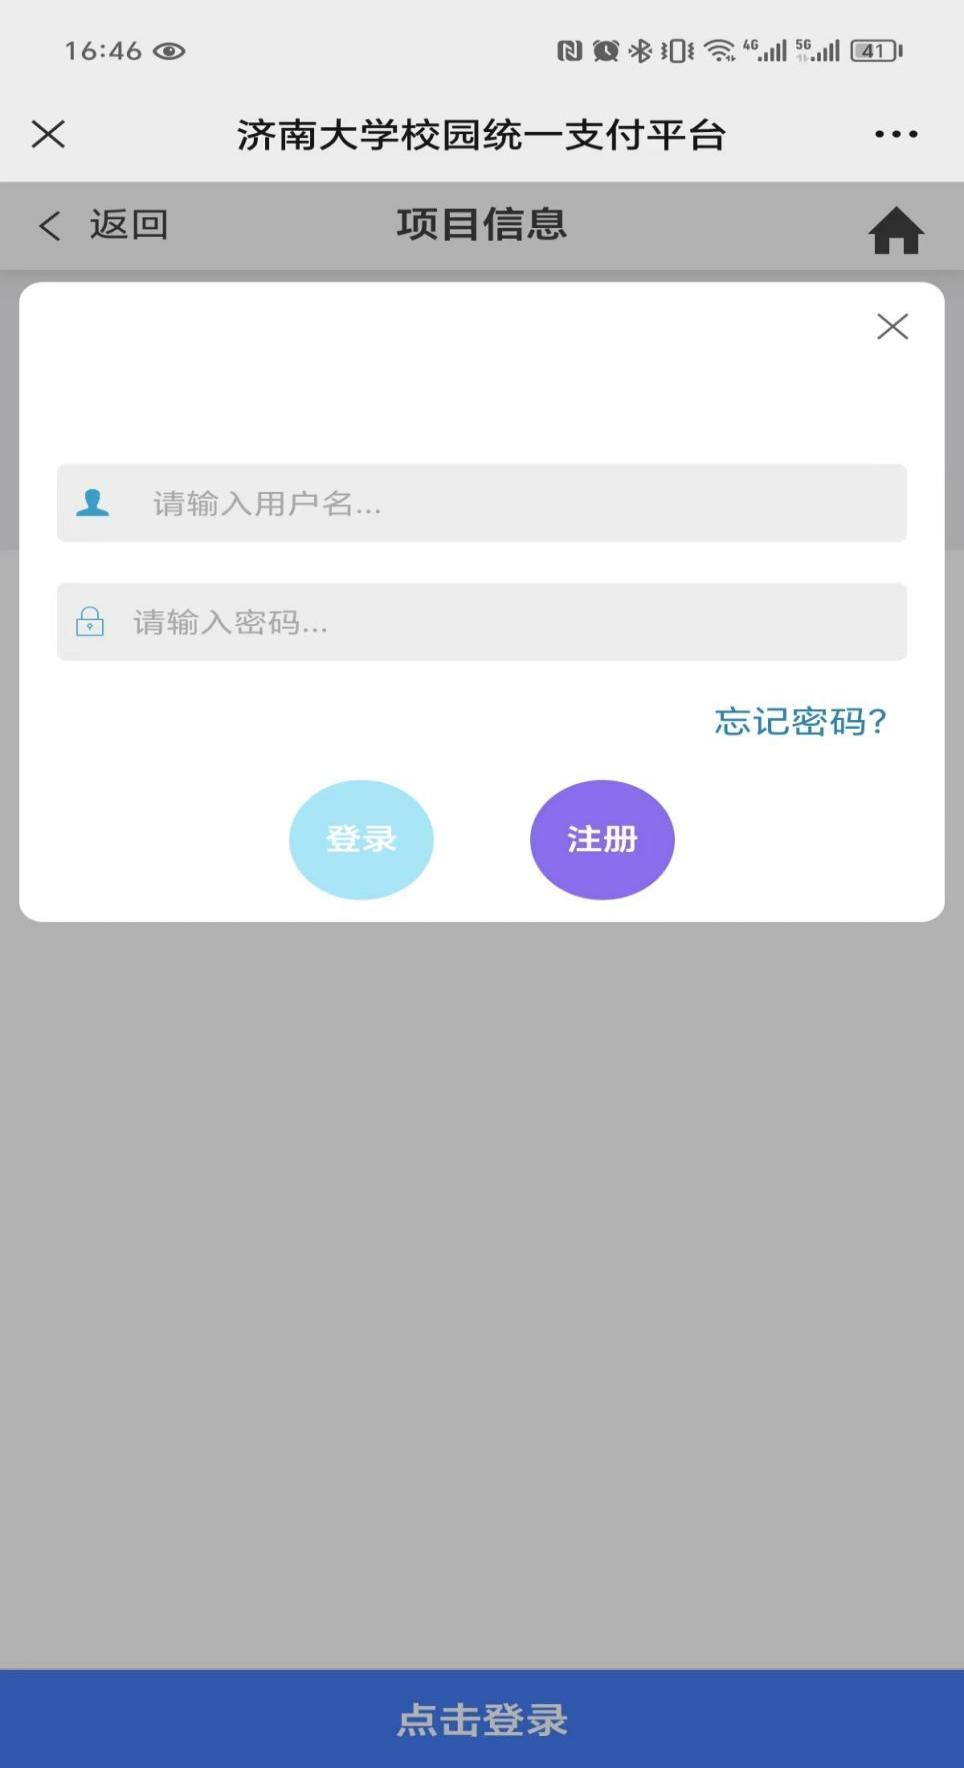 16:46
4G 5G 41
济南大学校园统一支付平台
返回 项目信息
请输入用户名...
请输入密码...
忘记密码?
登录 注册
点击登录